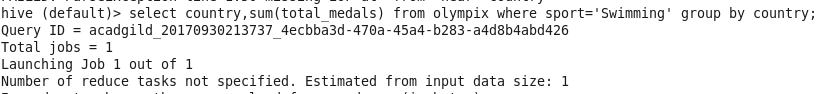 hive (default)> select country,sum(total_medals) from olympix where sport='Swimming' group by country;
Query ID = acadgild_20170930213737_4ecbba3d-470a-45a4-b283-a4d8b4abd426
Total jobs = 1
Launching Job 1 out of 1
Number of reduce tasks not specified. Estimated from input data size: 1